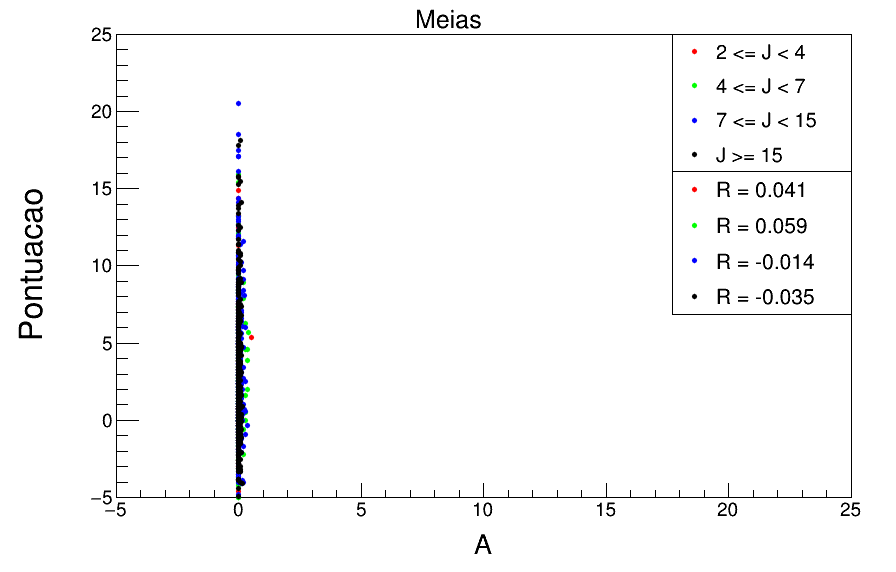 Meias
25
20
15
10
5
0
−5
Pontuacao
−5 0 5 10 15 20 25
A
2 <= J < 4
4 <= J < 7
7 <= J < 15
J >= 15
R = 0.041
R = 0.059
R = -0.014
R = -0.035